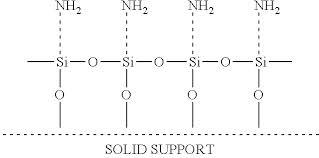 NH₂ NH₂ NH₂ NH₂
Si O Si O Si O Si
O O O O
SOLID SUPPORT